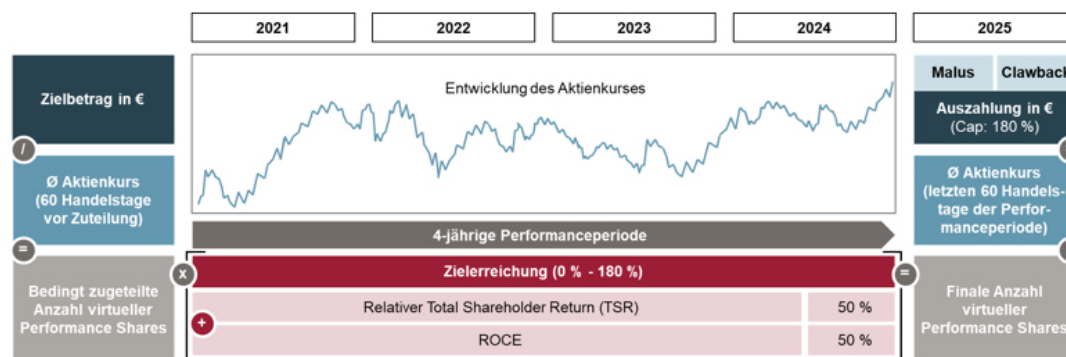 2021
2022
2023
2024
2025
Zielbetrag in €
/
Ø Aktienkurs
(60 Handelstage
vor Zuteilung)
=
Bedingt zugeteilte
Anzahl virtueller
Performance Shares
x
Entwicklung des Aktienkurses
4-jährige Performanceperiode
Zielerreichung (0 % - 180 %)
+
Relativer Total Shareholder Return (TSR)
50 %
ROCE
50 %
=
Malus
Clawback
Auszahlung in €
(Cap: 180 %)
Ø Aktienkurs
(letzten 60 Handels-
tage der Perfor-
manceperiode)
Finale Anzahl
virtueller
Performance Shares